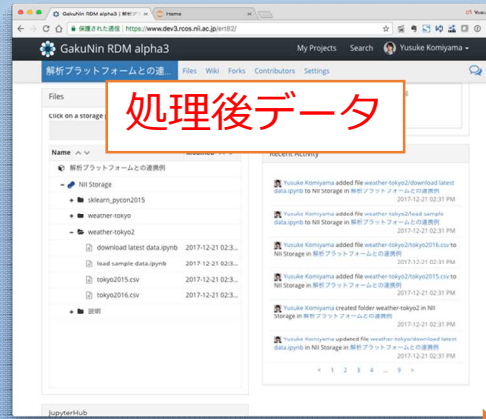 GakuNin RDM alpha3 | 解析プ
Home
保護された通信 | https://www.dev3.rcos.nii.ac.jp/ert82/
GakuNin RDM alpha3
My Projects Search Yusuke Komiyama
解析プラットフォームとの連... Files Wiki Forks Contributors Settings
処理後データ
Files
Click on a storage
Name Modified
解析プラットフォームとの連携例
NII Storage
sklearn_pycon2015
weather-tokyo
weather-tokyo2
download latest data.ipynb 2017-12-21 02:3...
load sample data.ipynb 2017-12-21 02:3...
tokyo2015.csv 2017-12-21 02:3...
tokyo2016.csv 2017-12-21 02:3...
説明
JupyterHub
Recent Activity
Yusuke Komiyama added file weather-tokyo2/download latest
data.ipynb to NII Storage in 解析プラットフォームとの連携例
2017-12-21 02:31 PM
Yusuke Komiyama added file weather-tokyo2/load sample
data.ipynb to NII Storage in 解析プラットフォームとの連携例
2017-12-21 02:31 PM
Yusuke Komiyama added file weather-tokyo2/tokyo2016.csv to
NII Storage in 解析プラットフォームとの連携例
2017-12-21 02:31 PM
Yusuke Komiyama added file weather-tokyo2/tokyo2015.csv to
NII Storage in 解析プラットフォームとの連携例
2017-12-21 02:31 PM
Yusuke Komiyama created folder weather-tokyo2 in NII
Storage in 解析プラットフォームとの連携例
2017-12-21 02:31 PM
Yusuke Komiyama updated file weather-tokyo/download latest
data.ipynb in NII Storage in 解析プラットフォームとの連携例
2017-12-21 02:31 PM
< 1 2 3 4 ... 9 >